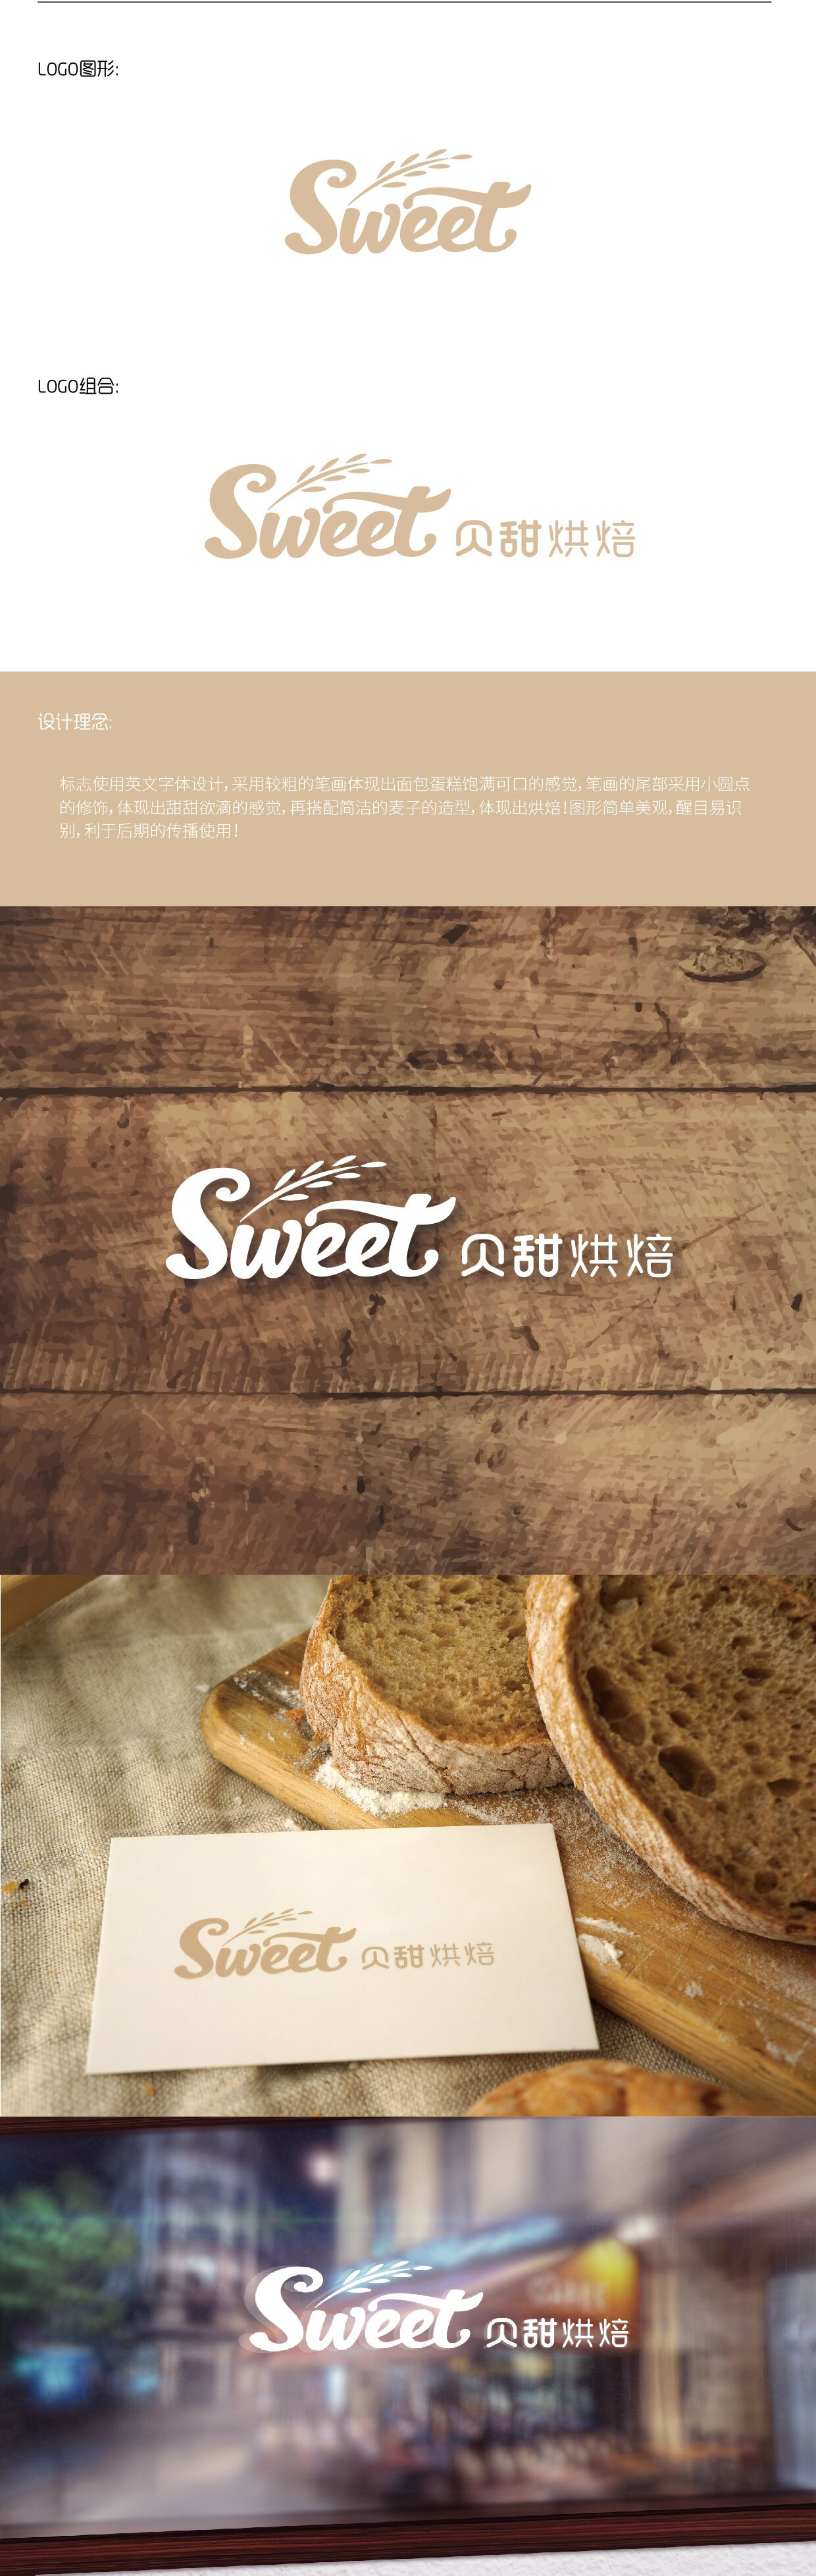 LOGO图形:
Sweet
LOGO组合:
Sweet 贝甜烘焙
设计理念:
标志使用英文字体设计,采用较粗的笔画体现出面包蛋糕饱满可口的感觉,笔画的尾部采用小圆点
的修饰,体现出甜甜欲滴的感觉,再搭配简洁的麦子的造型,体现出烘焙!图形简单美观,醒目易识
别,利于后期的传播使用!
Sweet 贝甜烘焙
Sweet 贝甜烘焙
Sweet 贝甜烘焙